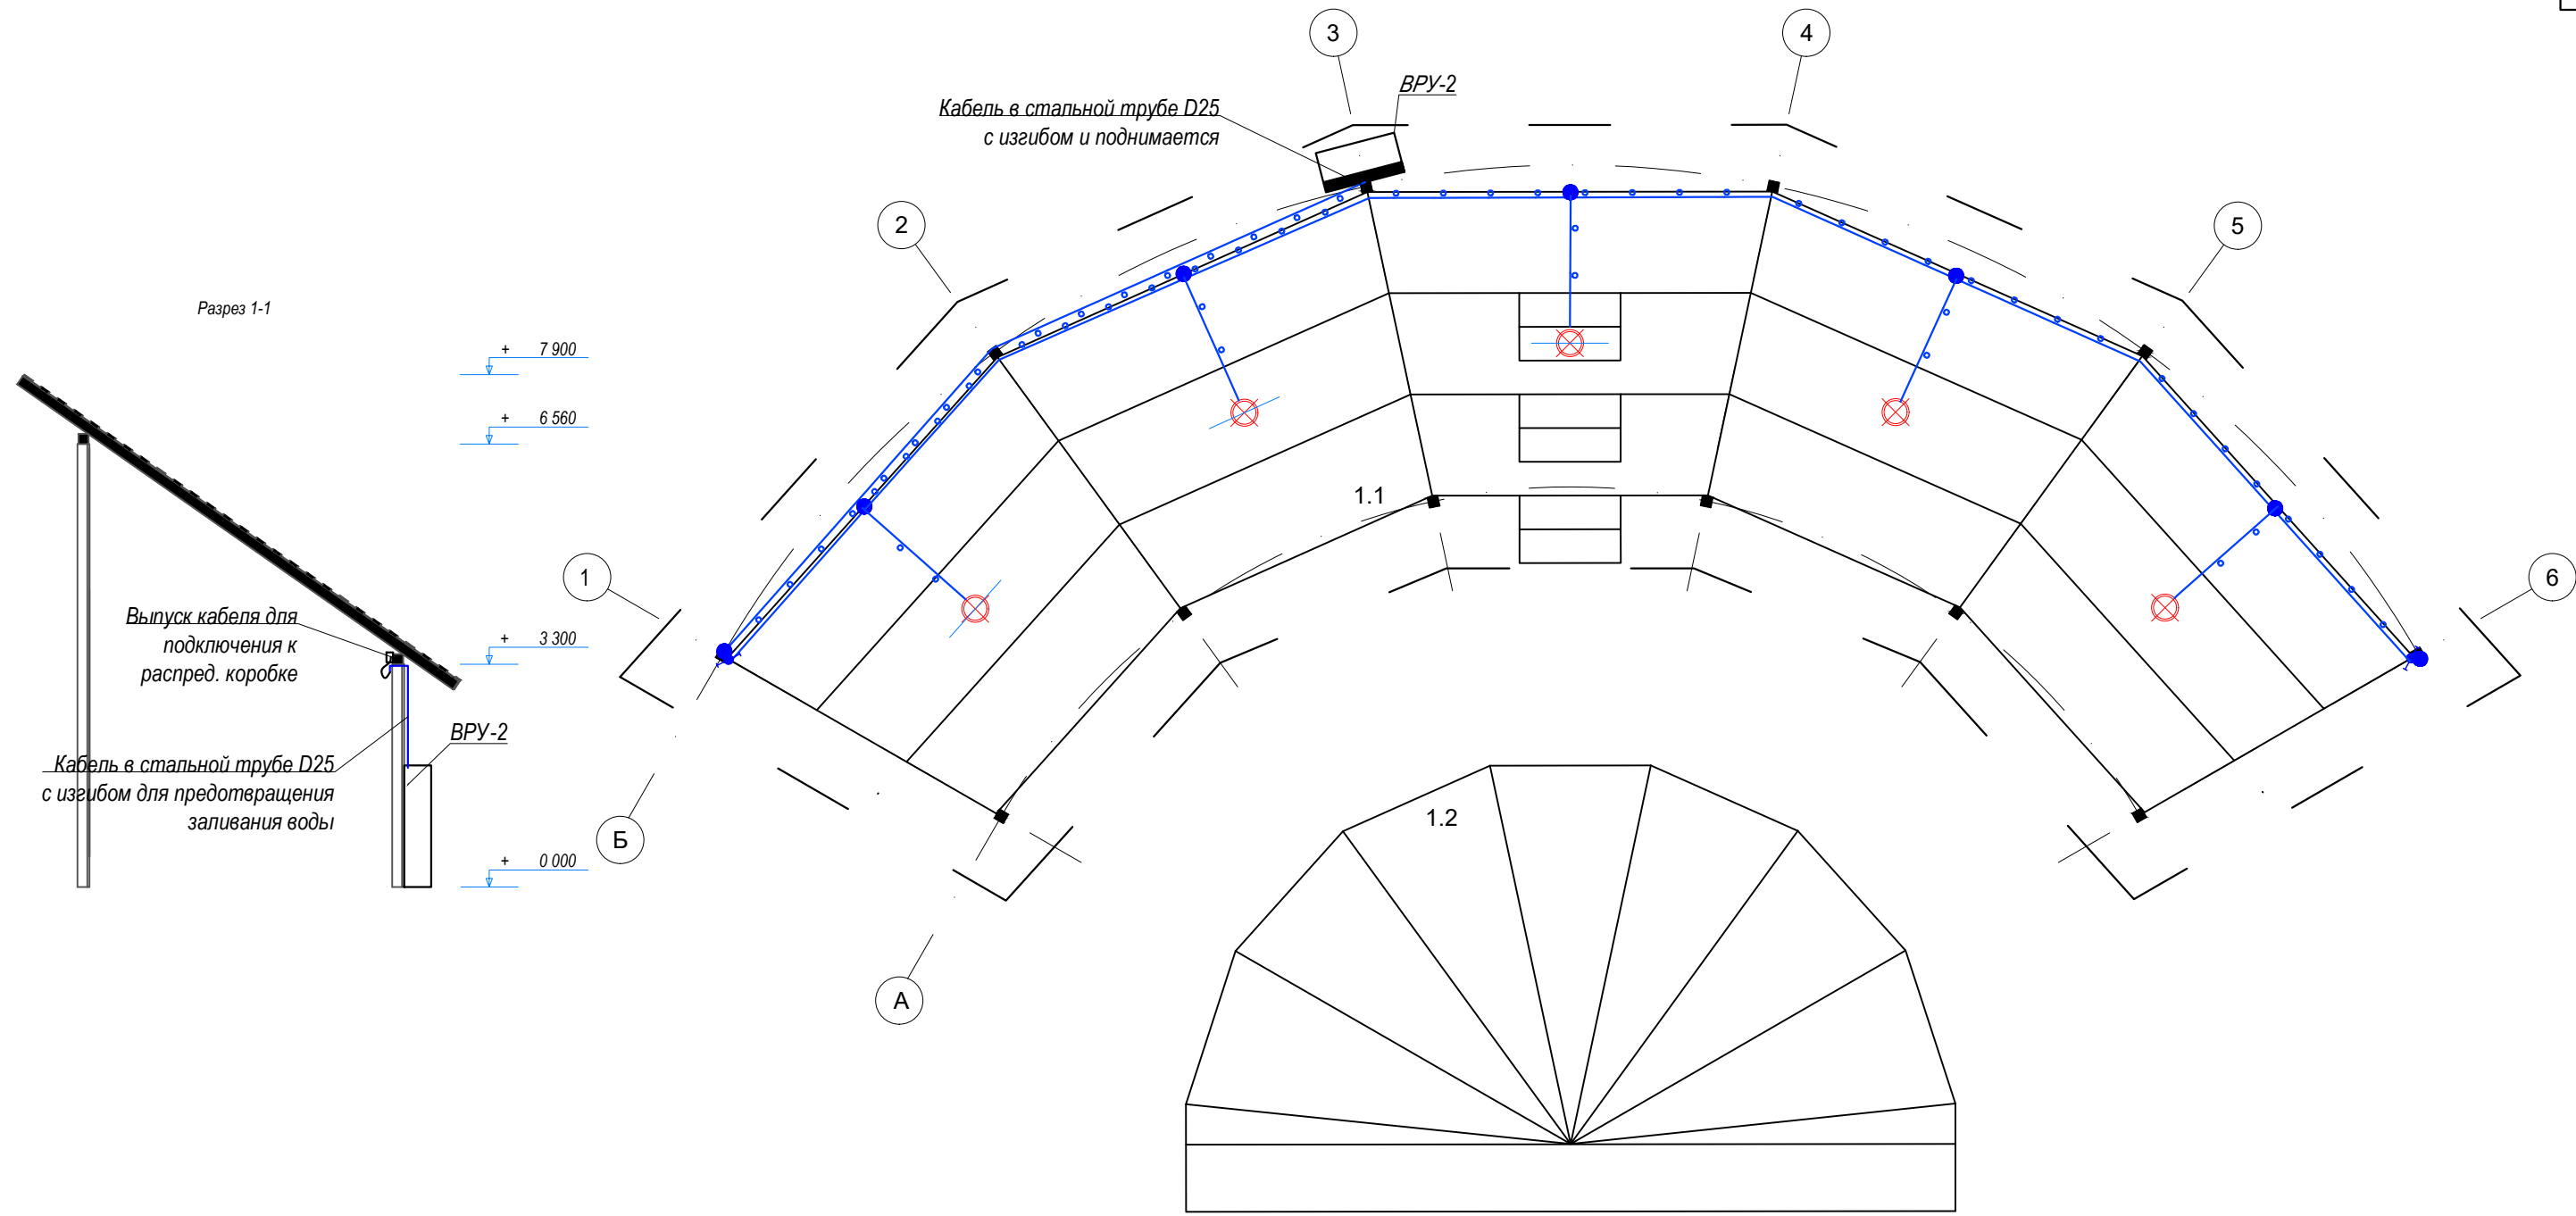 3
4
ВРУ-2
Кабель в стальной трубе D25
с изгибом и поднимается
2
5
Разрез 1-1
+ 7 900
+ 6 560
1.1
1
6
Выпуск кабеля для
подключения к
распред. коробке
+ 3 300
ВРУ-2
Кабель в стальной трубе D25
с изгибом для предотвращения
заливания воды
+ 0 000
Б
1.2
А